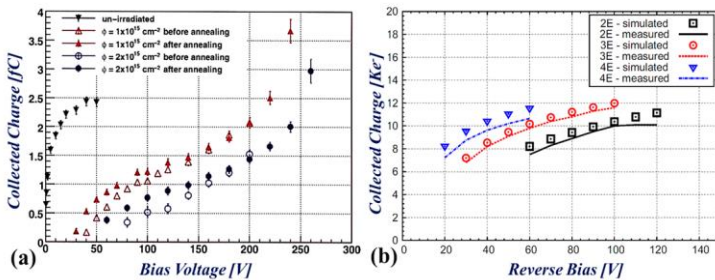 un-irradiated
ϕ = 1x10¹⁵ cm⁻² before annealing
ϕ = 1x10¹⁵ cm⁻² after annealing
ϕ = 2x10¹⁵ cm⁻² before annealing
ϕ = 2x10¹⁵ cm⁻² after annealing
Collected Charge [fC]
4
3.5
3
2.5
2
1.5
1
0.5
0
0 50 100 150 200 250 300
Bias Voltage [V]
(a)
2E - simulated
2E - measured
3E - simulated
3E - measured
4E - simulated
4E - measured
Collected Charge [Ke⁻]
20
18
16
14
12
10
8
6
4
2
0
0 20 40 60 80 100 120 140
Reverse Bias [V]
(b)